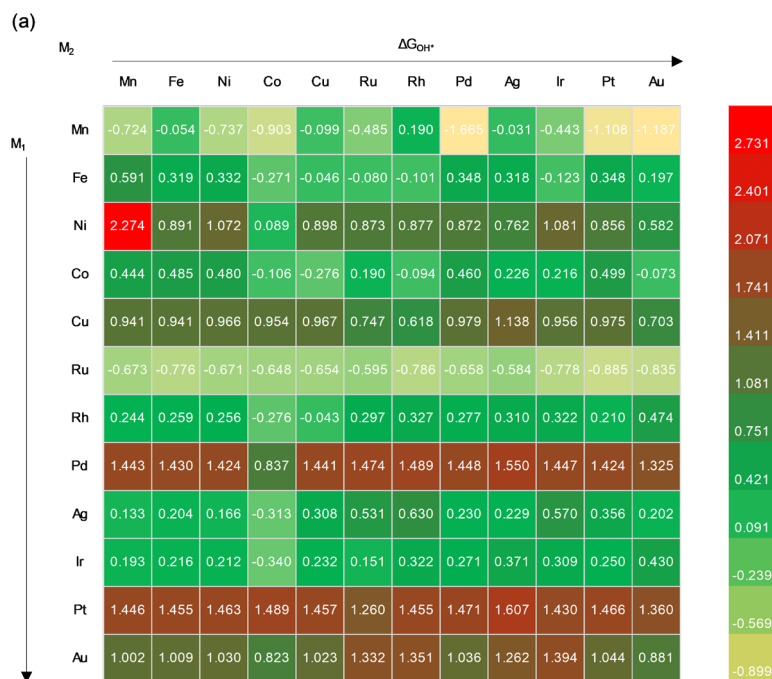 (a)
M2 ΔGOH*
Mn Fe Ni Co Cu Ru Rh Pd Ag Ir Pt Au
M1
Mn -0.724 -0.054 -0.737 -0.903 -0.099 -0.485 0.190 -1.665 -0.031 -0.443 -1.108 -1.187
Fe 0.591 0.319 0.332 -0.271 -0.046 -0.080 -0.101 0.348 0.318 -0.123 0.348 0.197
Ni 2.274 0.891 1.072 0.089 0.898 0.873 0.877 0.872 0.762 1.081 0.856 0.582
Co 0.444 0.485 0.480 -0.106 -0.276 0.190 -0.094 0.460 0.226 0.216 0.499 -0.073
Cu 0.941 0.941 0.966 0.954 0.967 0.747 0.618 0.979 1.138 0.956 0.975 0.703
Ru -0.673 -0.776 -0.671 -0.648 -0.654 -0.595 -0.786 -0.658 -0.584 -0.778 -0.885 -0.835
Rh 0.244 0.259 0.256 -0.276 -0.043 0.297 0.327 0.277 0.310 0.322 0.210 0.474
Pd 1.443 1.430 1.424 0.837 1.441 1.474 1.489 1.448 1.550 1.447 1.424 1.325
Ag 0.133 0.204 0.166 -0.313 0.308 0.531 0.630 0.230 0.229 0.570 0.356 0.202
Ir 0.193 0.216 0.212 -0.340 0.232 0.151 0.322 0.271 0.371 0.309 0.250 0.430
Pt 1.446 1.455 1.463 1.489 1.457 1.260 1.455 1.471 1.607 1.430 1.466 1.360
Au 1.002 1.009 1.030 0.823 1.023 1.332 1.351 1.036 1.262 1.394 1.044 0.881
2.731
2.401
2.071
1.741
1.411
1.081
0.751
0.421
0.091
-0.239
-0.569
-0.899